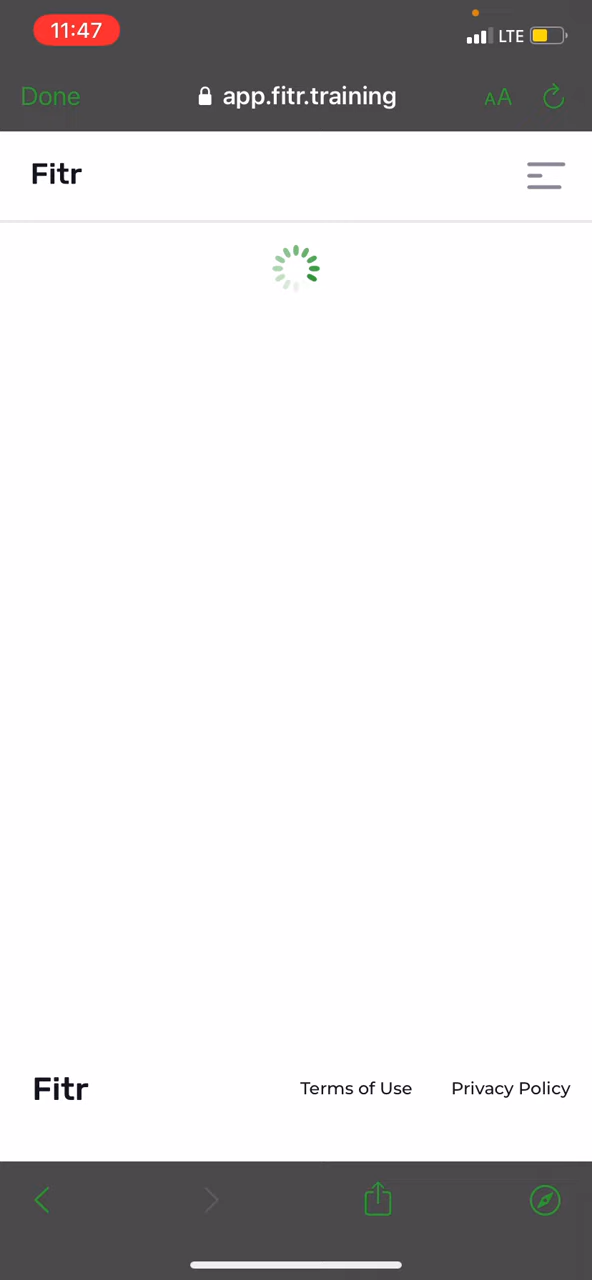 11:47
LTE
Done
app.fitr.training
AA
Fitr
Fitr
Terms of Use
Privacy Policy